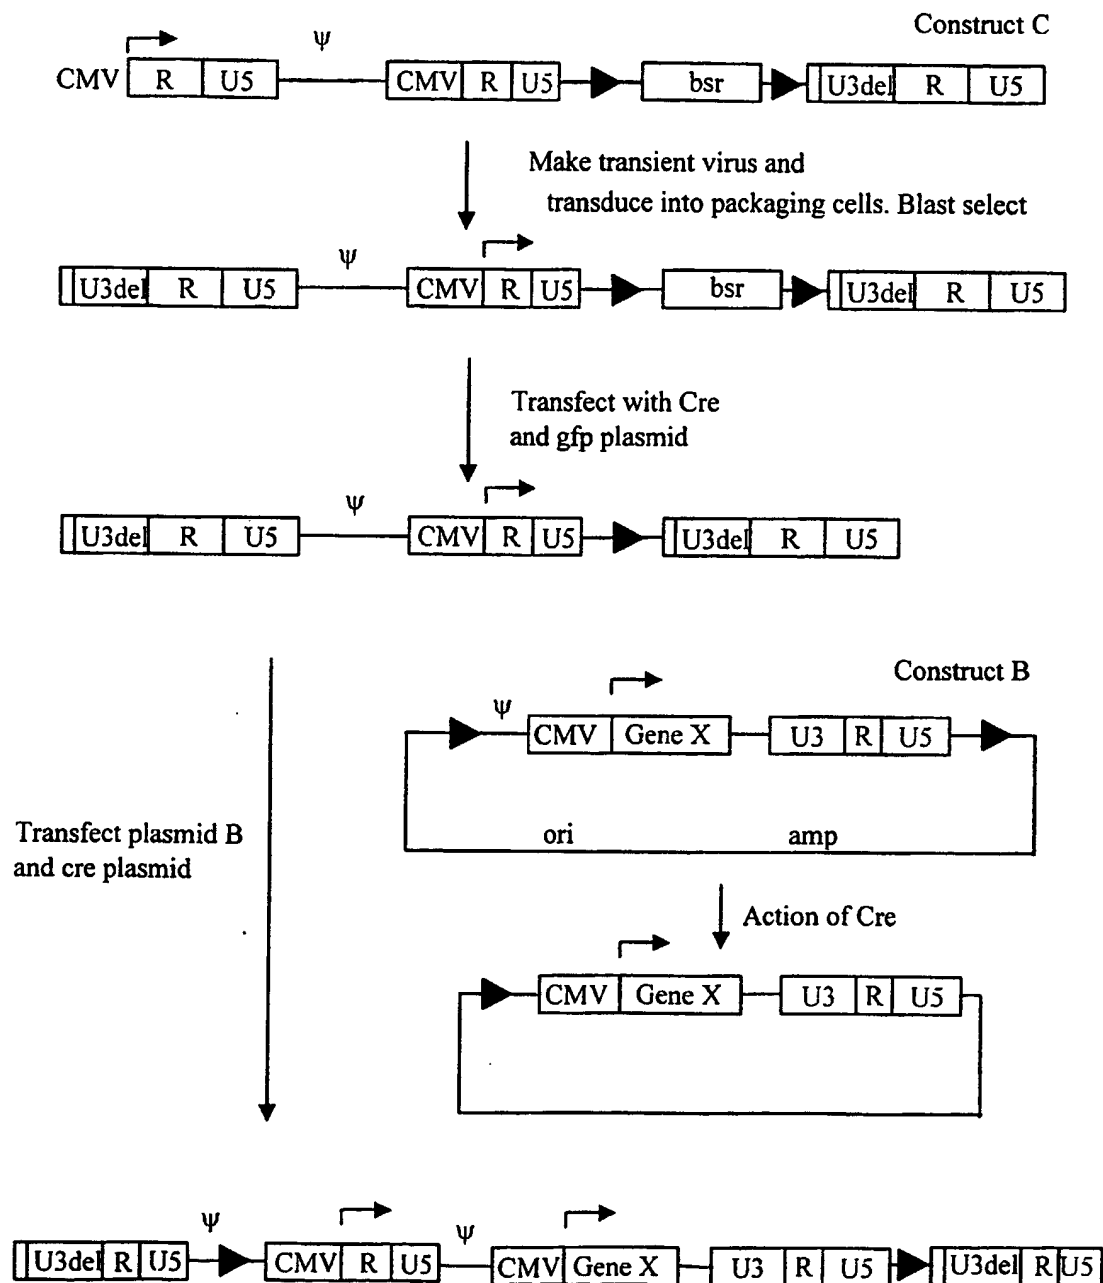 Construct C
ψ
CMV R U5 CMV R U5 bsr U3del R U5
Make transient virus and
transduce into packaging cells. Blast select
ψ
U3del R U5 CMV R U5 bsr U3del R U5
Transfect with Cre
and gfp plasmid
ψ
U3del R U5 CMV R U5 U3del R U5
Construct B
ψ
CMV Gene X U3 R U5
ori amp
Transfect plasmid B
and cre plasmid
Action of Cre
CMV Gene X U3 R U5
ψ ψ
U3del R U5 CMV R U5 CMV Gene X U3 R U5 U3del R U5